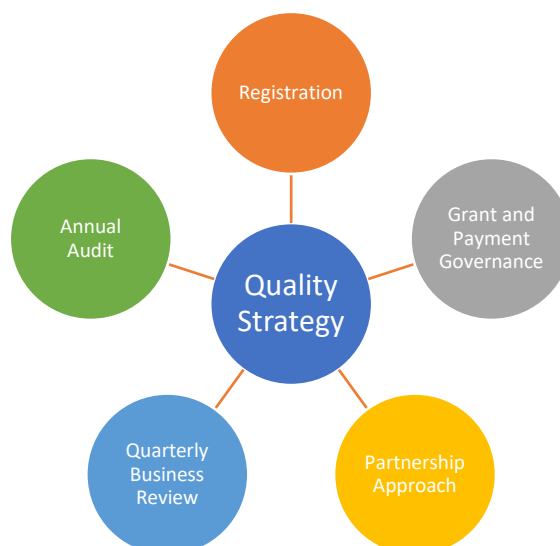 Registration
Grant and
Payment
Governance
Annual
Audit
Quality
Strategy
Quarterly
Business
Review
Partnership
Approach